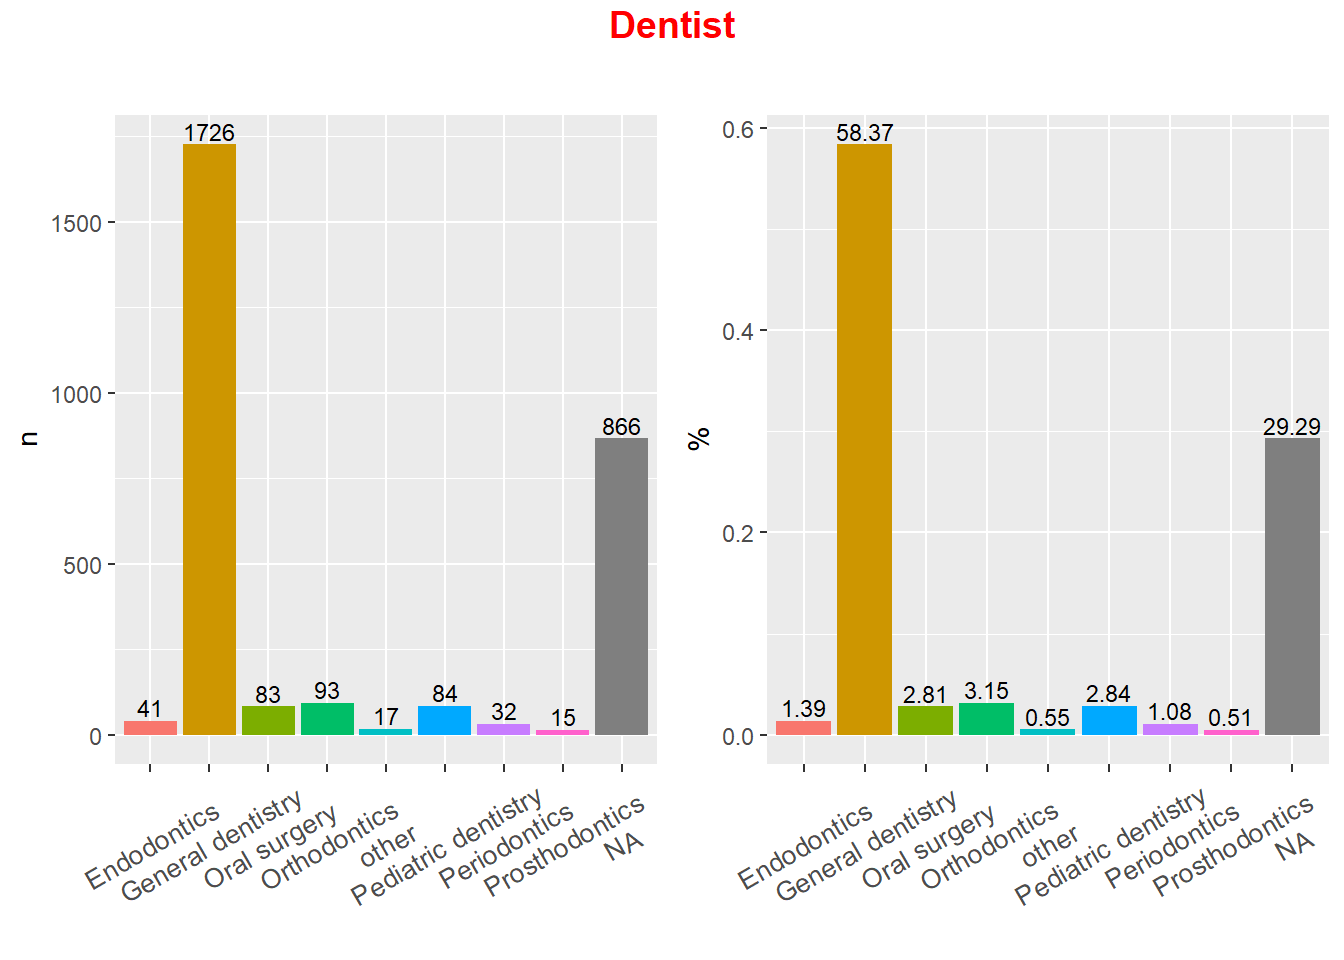 Dentist
n
1500
1000
500
0
41
1726
83
93
17
84
32
15
866
Endodontics
General dentistry
Oral surgery
Orthodontics
other
Pediatric dentistry
Periodontics
Prosthodontics
NA
%
0.6
0.4
0.2
0.0
1.39
58.37
2.81
3.15
0.55
2.84
1.08
0.51
29.29
Endodontics
General dentistry
Oral surgery
Orthodontics
other
Pediatric dentistry
Periodontics
Prosthodontics
NA